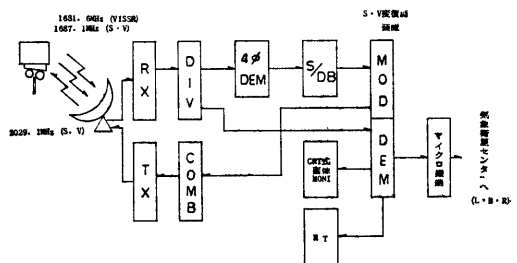 1681.6MHz (VISSR)
1687.1MHz (S・V)
2029.1MHz (S.V)
RX
DIV
4φ
DEM
S/DB
S・V変復調
装置
MOD
DEM
TX
COMB
CRT式
画像
MONI
マイクロ回線
気象衛星センターへ
(L・B・R)